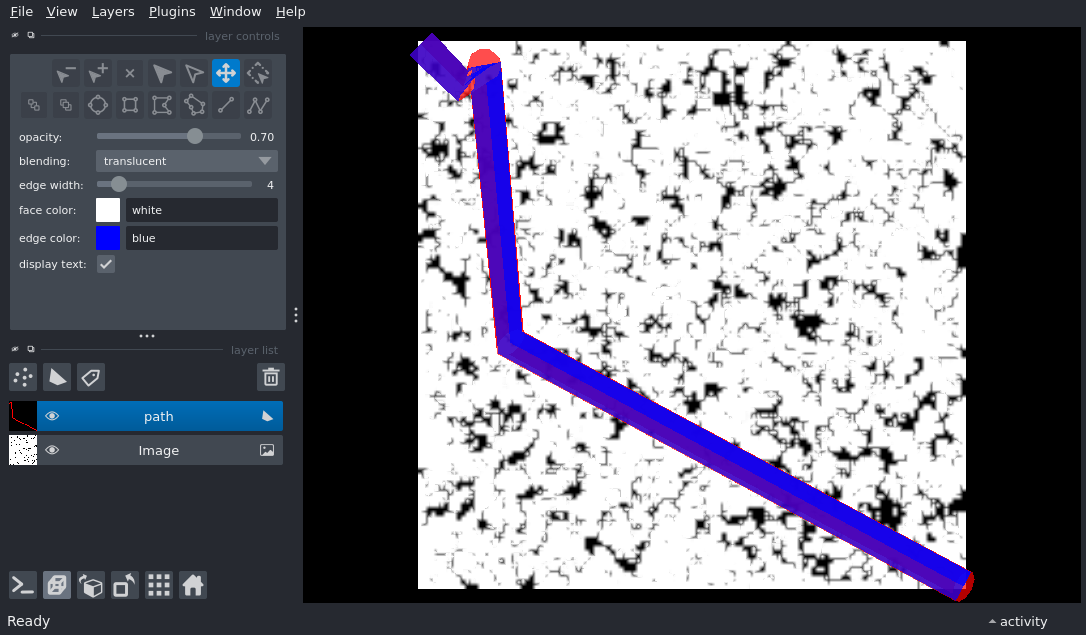 File View Layers Plugins Window Help
layer controls
opacity: 0.70
blending: translucent
edge width: 4
face color: white
edge color: blue
display text:
layer list
path
Image
Ready activity